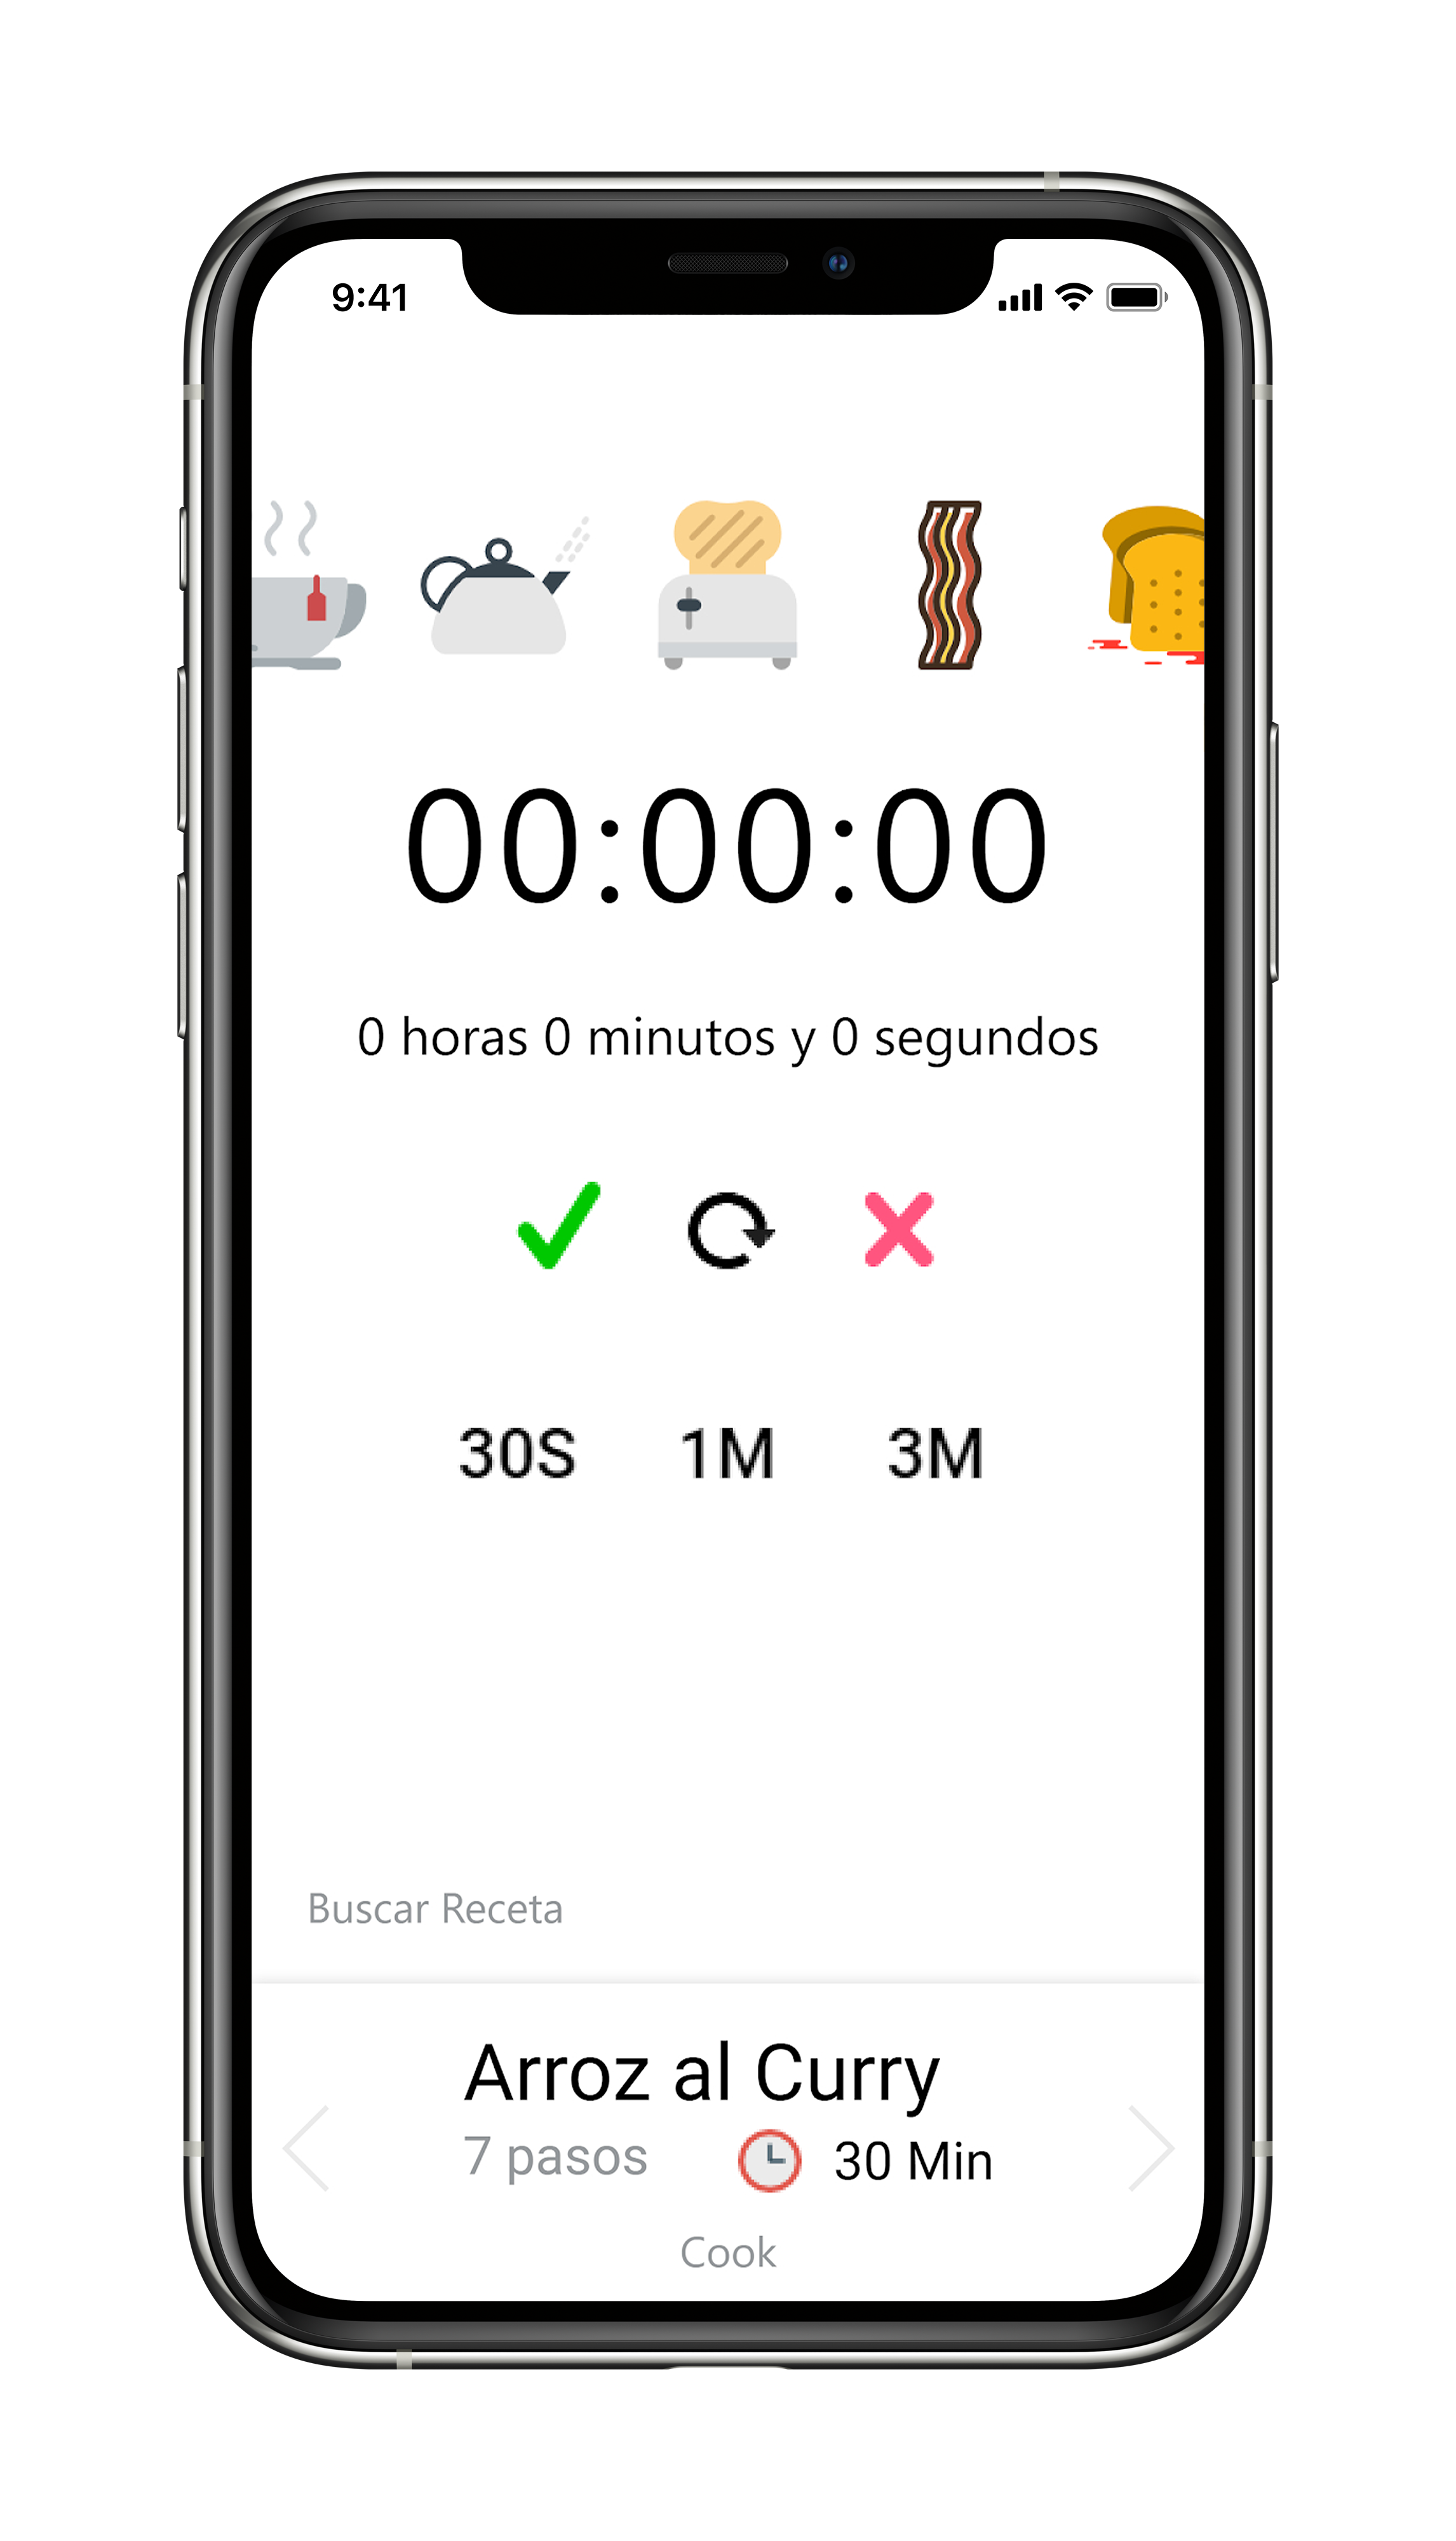 9:41
00:00:00
0 horas 0 minutos y 0 segundos
30S 1M 3M
Buscar Receta
Arroz al Curry
7 pasos 30 Min
Cook